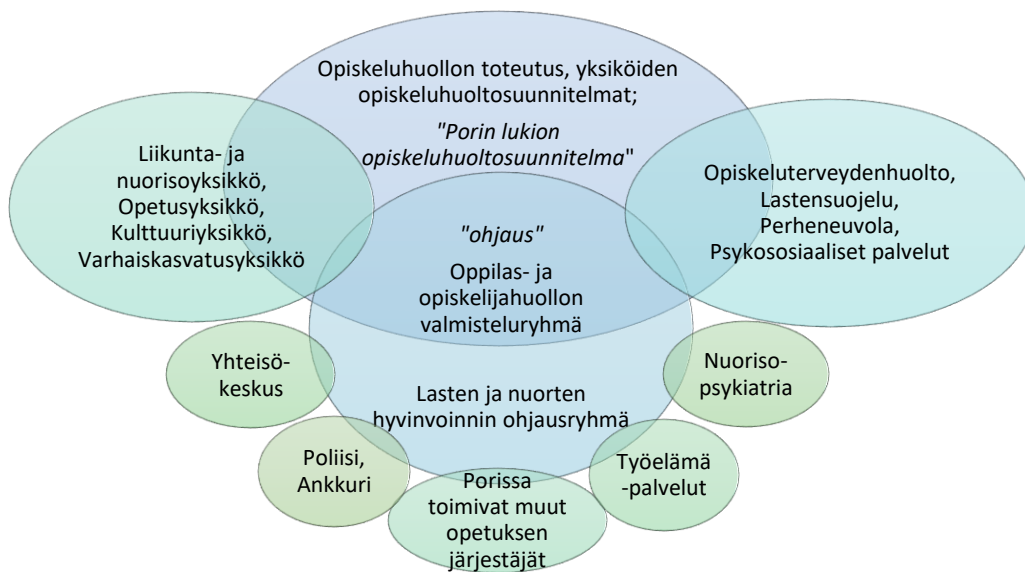 Opiskeluhuollon toteutus, yksiköiden
opiskeluhuoltosuunnitelmat;
"Porin lukion
opiskeluhuoltosuunnitelma"
Liikunta- ja
nuorisoyksikkö,
Opetusyksikkö,
Kulttuuriyksikkö,
Varhaiskasvatusyksikkö
Opiskeluterveydenhuolto,
Lastensuojelu,
Perheneuvola,
Psykososiaaliset palvelut
"ohjaus"
Oppilas- ja
opiskelijahuollon
valmisteluryhmä
Lasten ja nuorten
hyvinvoinnin ohjausryhmä
Yhteisö-
keskus
Nuoriso-
psykiatria
Poliisi,
Ankkuri
Porissa
toimivat muut
opetuksen
järjestäjät
Työelämä
-palvelut